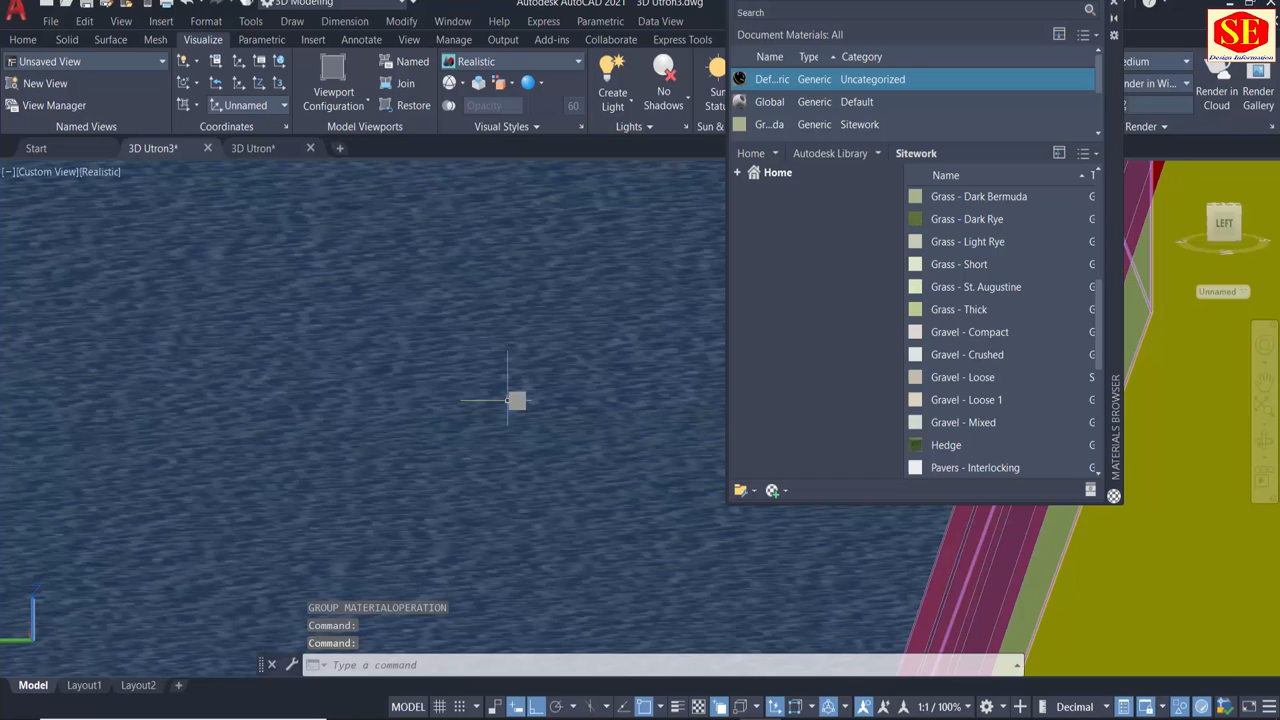 3D Modeling
Autodesk AutoCAD 2021 3D Utron3.dwg
File Edit View Insert Format Tools Draw Dimension Modify Window Help Express Parametric Data View
Home Solid Surface Mesh Visualize Parametric Insert Annotate View Manage Output Collaborate Express Tools
Unsaved View
New View
View Manager
Named Views
Unnamed
Coordinates
Viewport
Configuration
Named
Join
Restore
Model Viewports
Realistic
Opacity 60
Visual Styles
Create
Light
No
Shadows
Lights
Sun
Sun &
Render in Wi...
Render
in Cloud
Render
Gallery
Render
SE
Design Information
Start 3D Utron3* 3D Utron*
[−][Custom View][Realistic]
Search
Document Materials: All
Name Type Category
Def...ric Generic Uncategorized
Global Generic Default
Gr...da Generic Sitework
Home Autodesk Library Sitework
Home
Name T
Grass - Dark Bermuda G
Grass - Dark Rye G
Grass - Light Rye G
Grass - Short G
Grass - St. Augustine G
Grass - Thick G
Gravel - Compact G
Gravel - Crushed G
Gravel - Loose S
Gravel - Loose 1 G
Gravel - Mixed G
Hedge G
Pavers - Interlocking G
MATERIALS BROWSER
LEFT
Unnamed
GROUP MATERIALOPERATION
Command:
Command:
Type a command
Model Layout1 Layout2
MODEL 1:1 / 100% Decimal